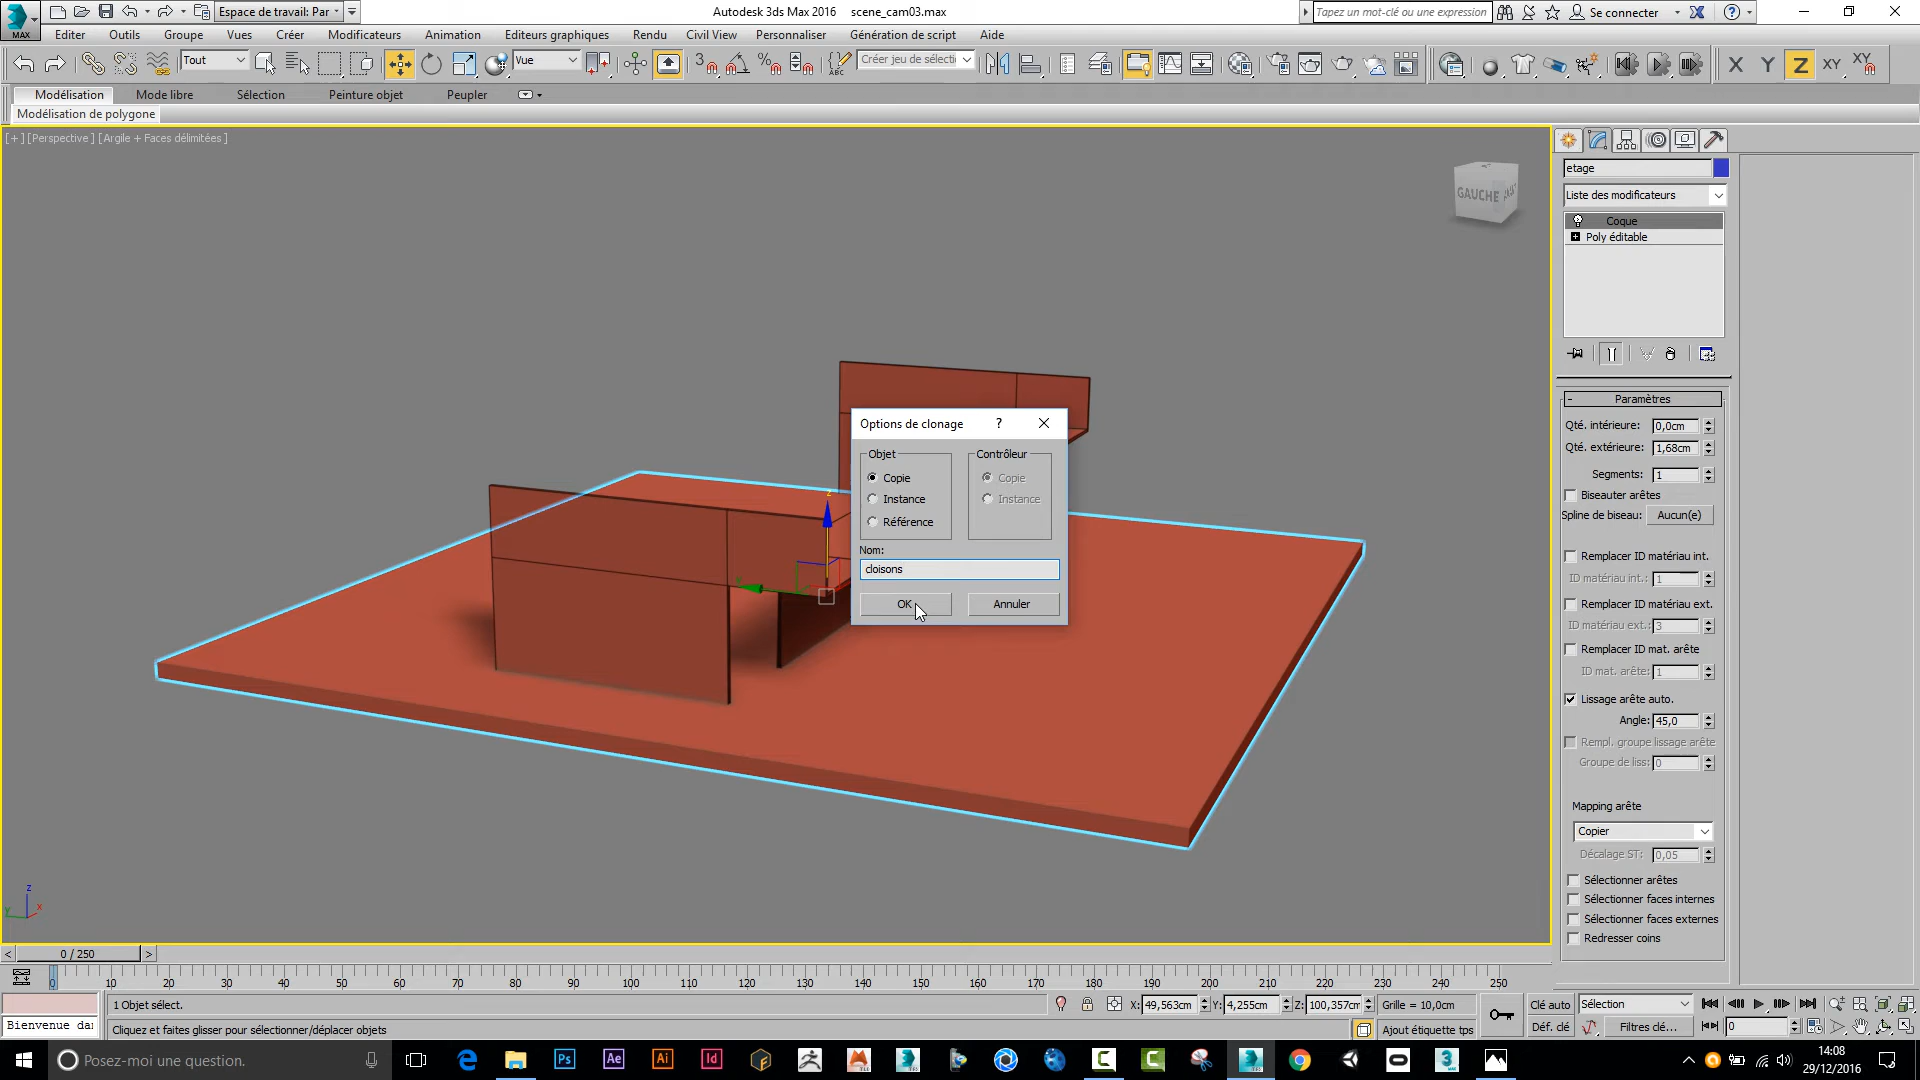 Espace de travail: Par
Autodesk 3ds Max 2016 scene_cam03.max
Tapez un mot-clé ou une expression
Se connecter
MAX
Editer Outils Groupe Vues Créer Modificateurs Animation Editeurs graphiques Rendu Civil View Personnaliser Génération de script Aide
Tout
Vue
3
ABC
Créer jeu de sélecti
X Y Z XY XY
Modélisation Mode libre Sélection Peinture objet Peupler
Modélisation de polygone
[+] [Perspective] [Argile + Faces délimitées]
GAUCHE
etage
Liste des modificateurs
Coque
Poly éditable
Options de clonage ?
Objet
Copie
Instance
Référence
Contrôleur
Copie
Instance
Nom:
cloisons
OK Annuler
z
Paramètres
Qté. intérieure: 0,0cm
Qté. extérieure: 1,68cm
Segments: 1
Biseauter arêtes
Spline de biseau: Aucun(e)
Remplacer ID matériau int.
ID matériau int.: 1
Remplacer ID matériau ext.
ID matériau ext.: 3
Remplacer ID mat. arête
ID mat. arête: 1
Lissage arête auto.
Angle: 45,0
Rempl. groupe lissage arête
Groupe de liss: 0
Mapping arête
Copier
Décalage ST: 0,05
Sélectionner arêtes
Sélectionner faces internes
Sélectionner faces externes
Redresser coins
z
y x
< 0 / 250 >
0 10 20 30 40 50 60 70 80 90 100 110 120 130 140 150 160 170 180 190 200 210 220 230 240 250
1 Objet sélect.
X: 49,563cm Y: 4,255cm Z: 100,357cm Grille = 10,0cm
Clé auto Sélection
Bienvenue dar
Cliquez et faites glisser pour sélectionner/déplacer objets
Ajout étiquette tps
Déf. clé Filtres clé...
0
Posez-moi une question.
Ps Ae Ai Id
14:08
29/12/2016